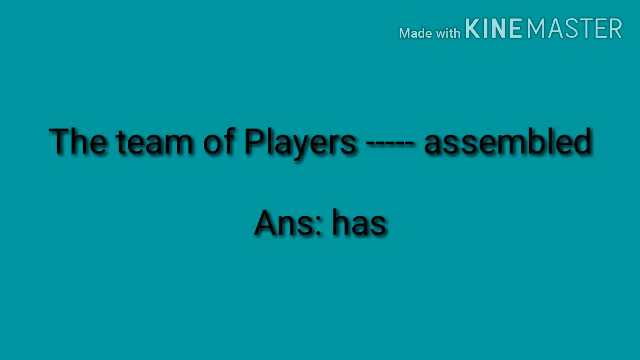 Made with KINEMASTER
The team of Players ----- assembled
Ans: has